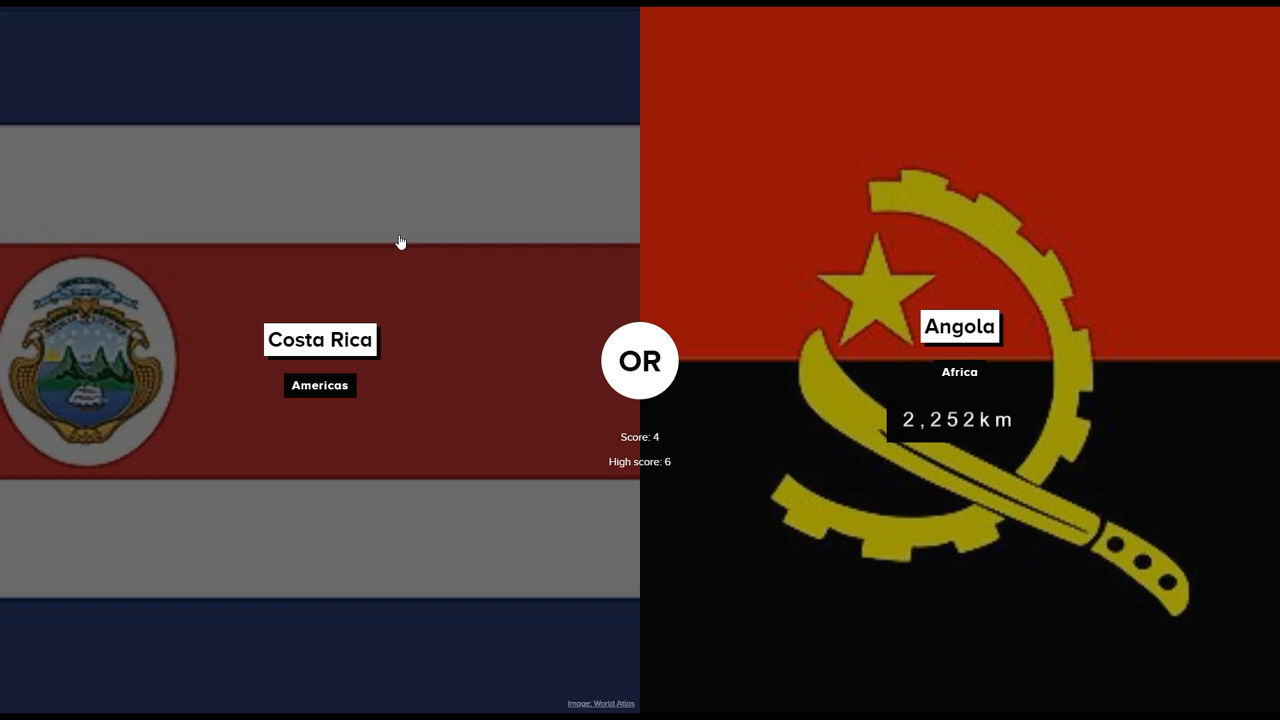 Costa Rica
Americas
OR
Score: 4
High score: 6
Angola
Africa
2,252km
Image: World Atlas